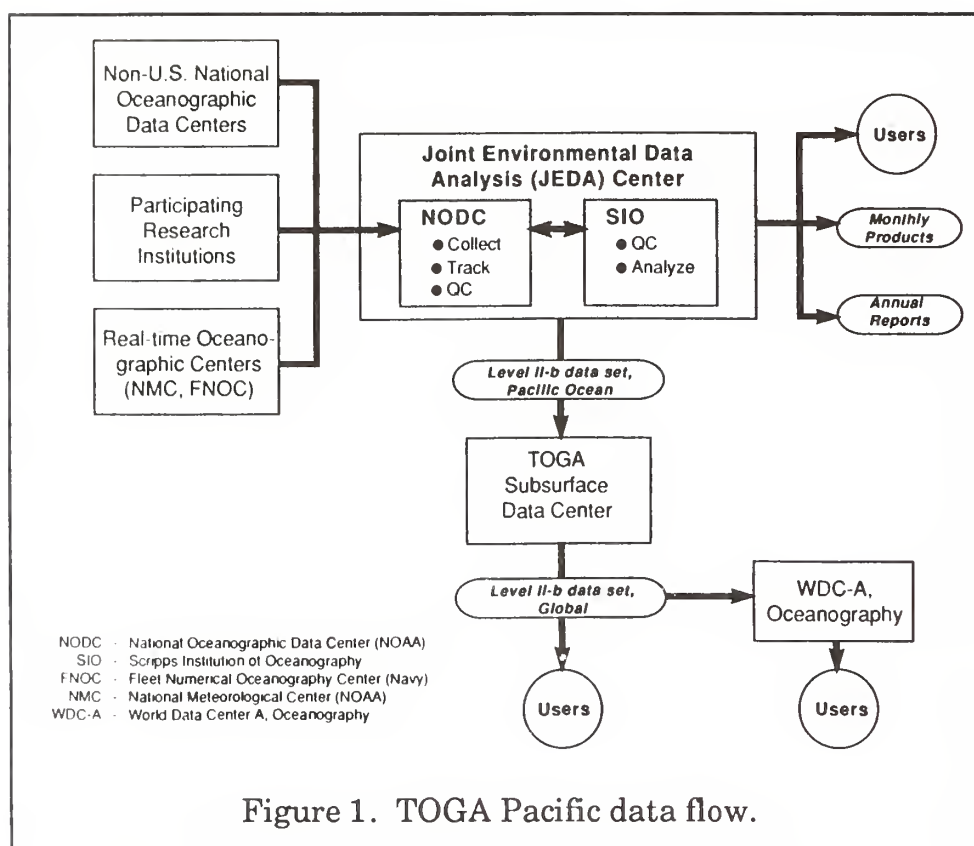 Non-U.S. National
Oceanographic
Data Centers
Participating
Research
Institutions
Real-time Oceano-
graphic Centers
(NMC, FNOC)
Joint Environmental Data
Analysis (JEDA) Center
NODC
● Collect
● Track
● QC
SIO
● QC
● Analyze
Users
Monthly
Products
Annual
Reports
Level II-b data set,
Pacific Ocean
TOGA
Subsurface
Data Center
Level II-b data set,
Global
WDC-A,
Oceanography
Users
Users
NODC - National Oceanographic Data Center (NOAA)
SIO - Scripps Institution of Oceanography
FNOC - Fleet Numerical Oceanography Center (Navy)
NMC - National Meteorological Center (NOAA)
WDC-A - World Data Center A, Oceanography
Figure 1. TOGA Pacific data flow.